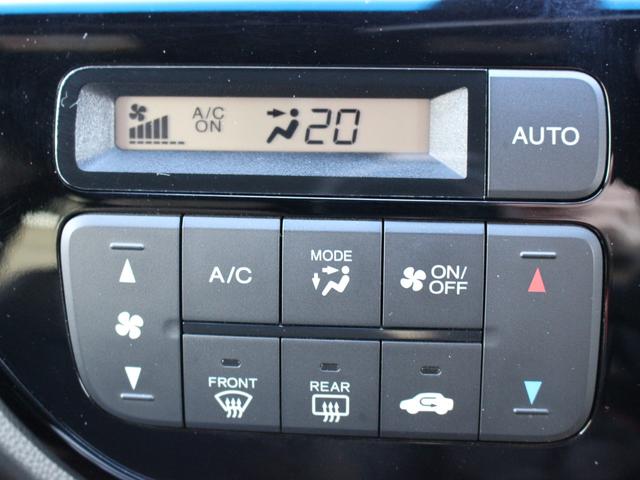 A/C
ON
20
AUTO
A/C
MODE
ON/
OFF
FRONT
REAR